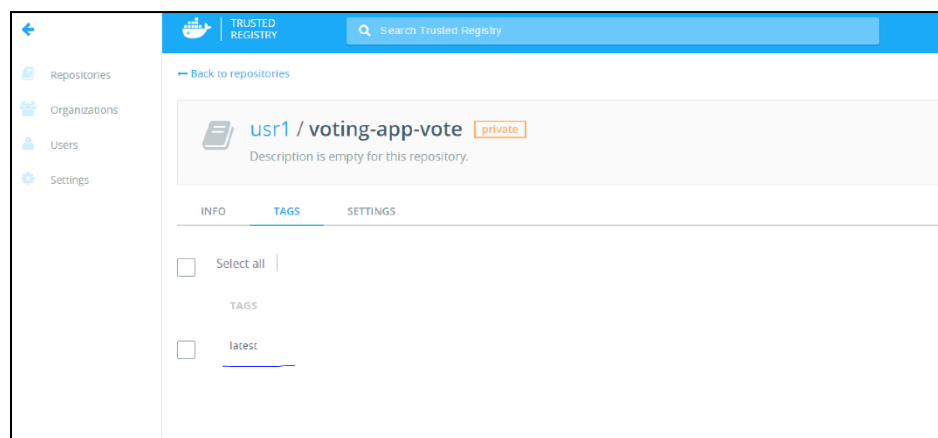 TRUSTED
REGISTRY
Search Trusted Registry
Repositories
Organizations
Users
Settings
Back to repositories
usr1 / voting-app-vote private
Description is empty for this repository.
INFO TAGS SETTINGS
Select all
TAGS
latest